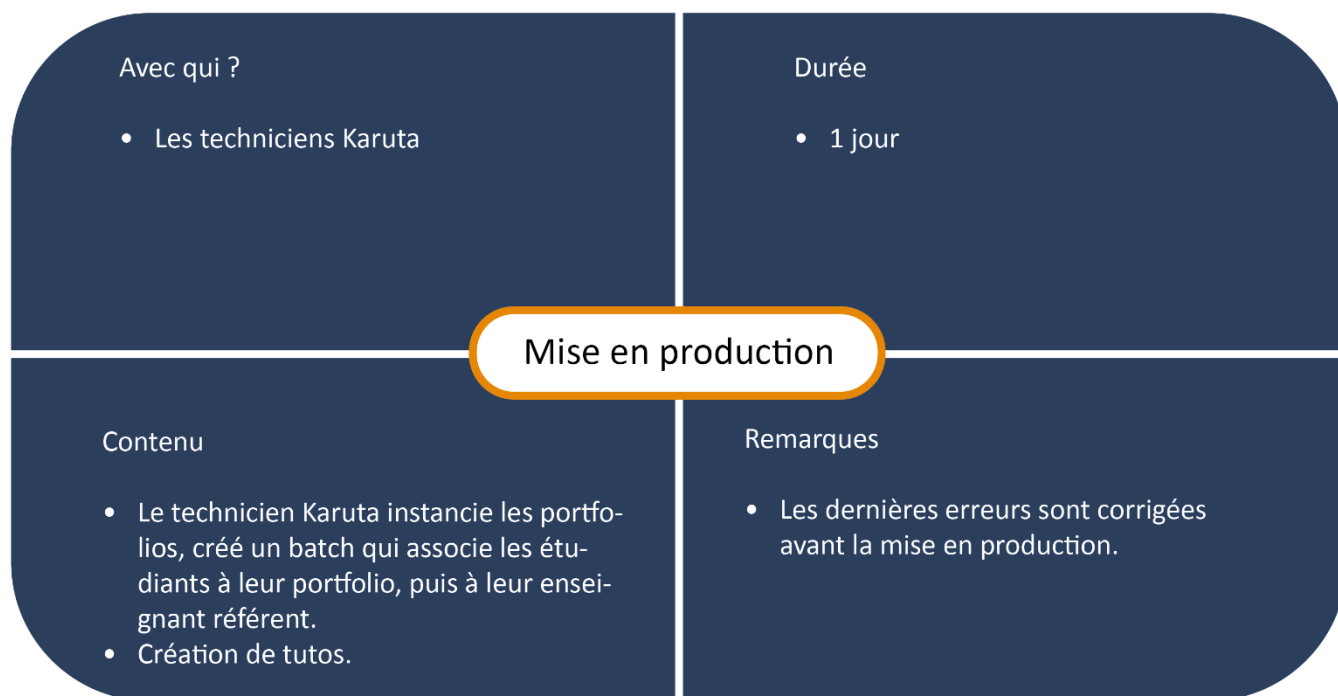 Avec qui ?
• Les techniciens Karuta
Durée
• 1 jour
Mise en production
Contenu
• Le technicien Karuta instancie les portfo-
lios, créé un batch qui associe les étu-
diants à leur portfolio, puis à leur ensei-
gnant référent.
• Création de tutos.
Remarques
• Les dernières erreurs sont corrigées
avant la mise en production.